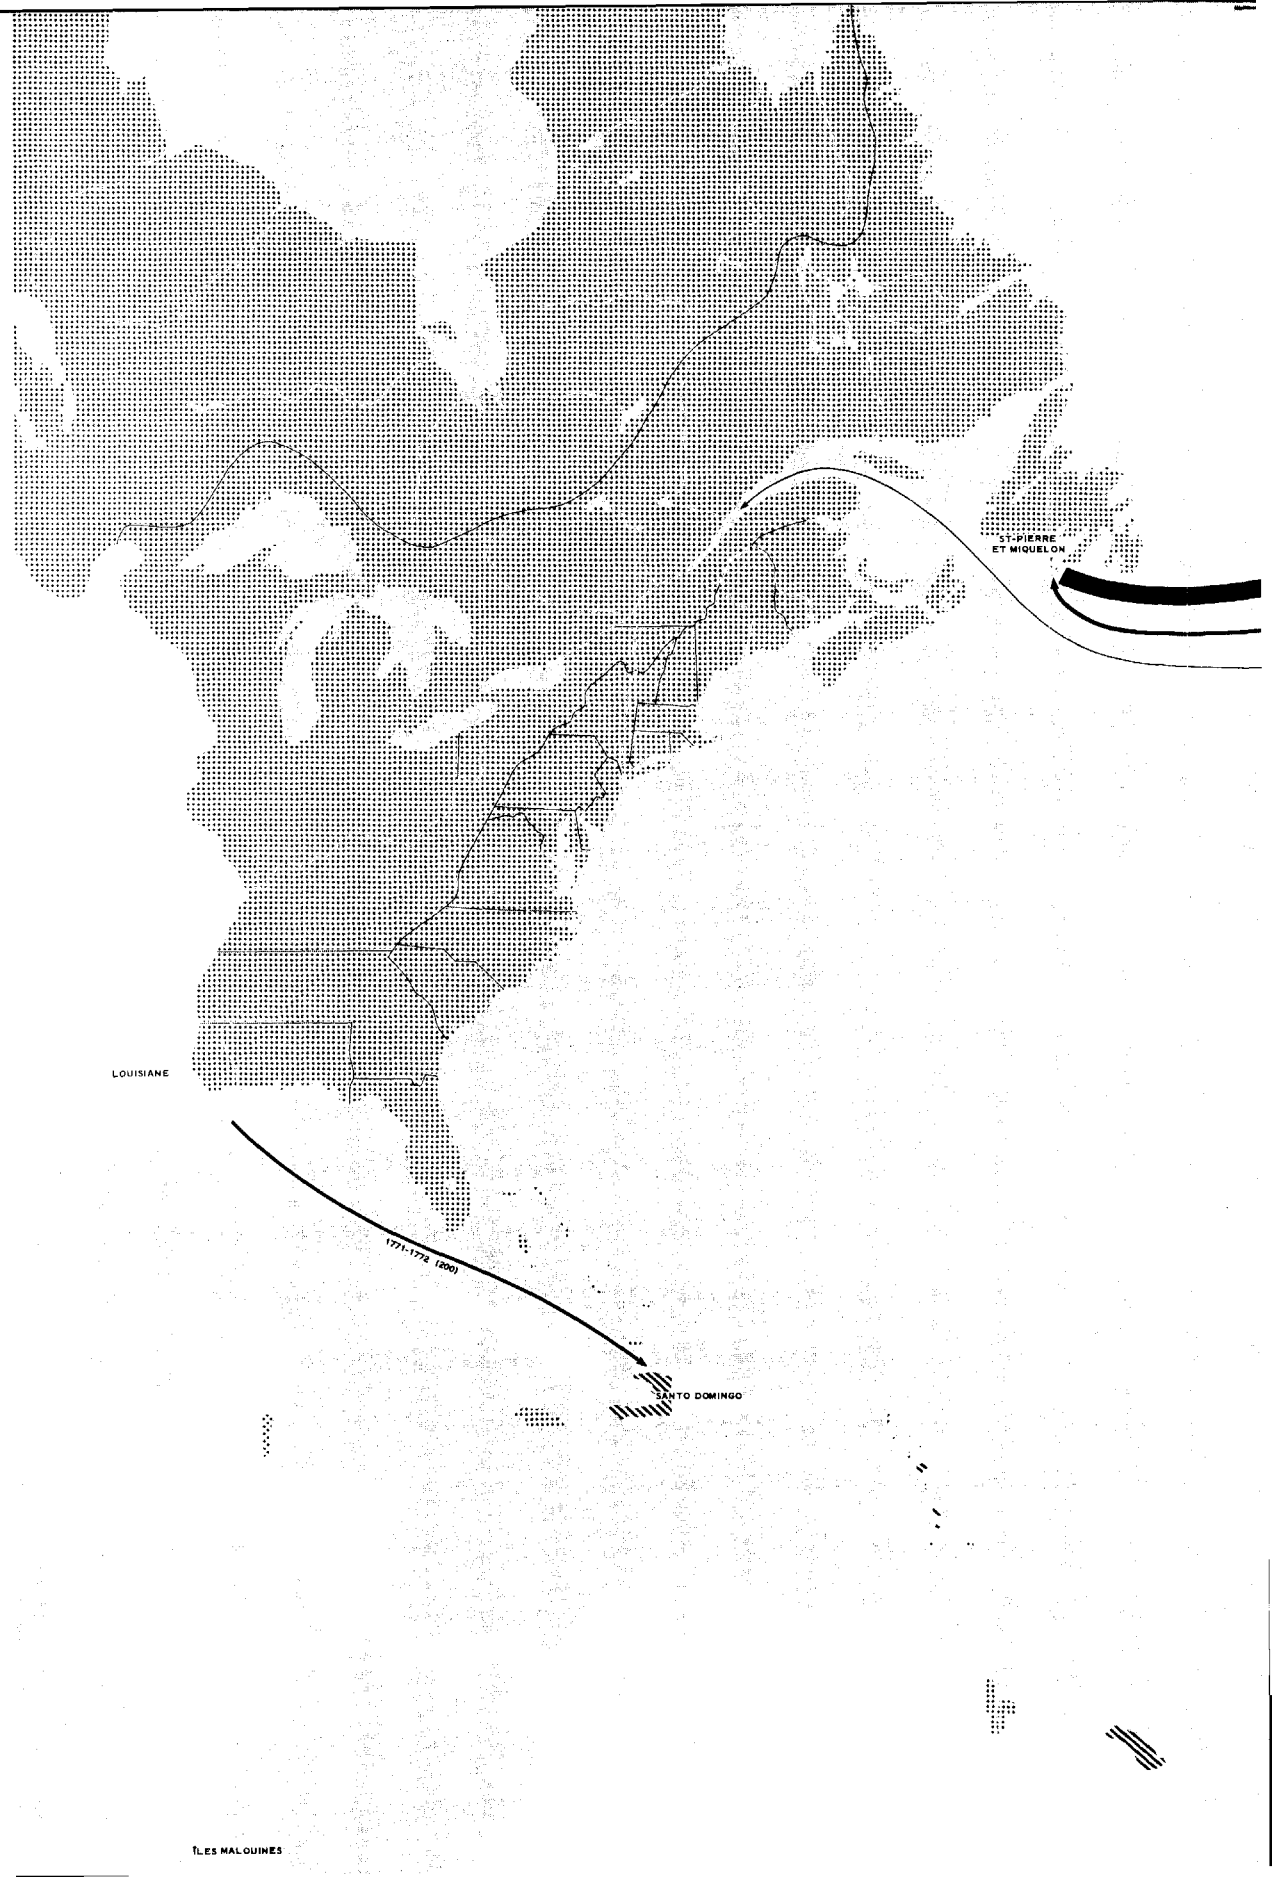 ST-PIERRE
ET MIQUELON
LOUISIANE
1771-1772 (200)
SANTO DOMINGO
ÎLES MALOUINES